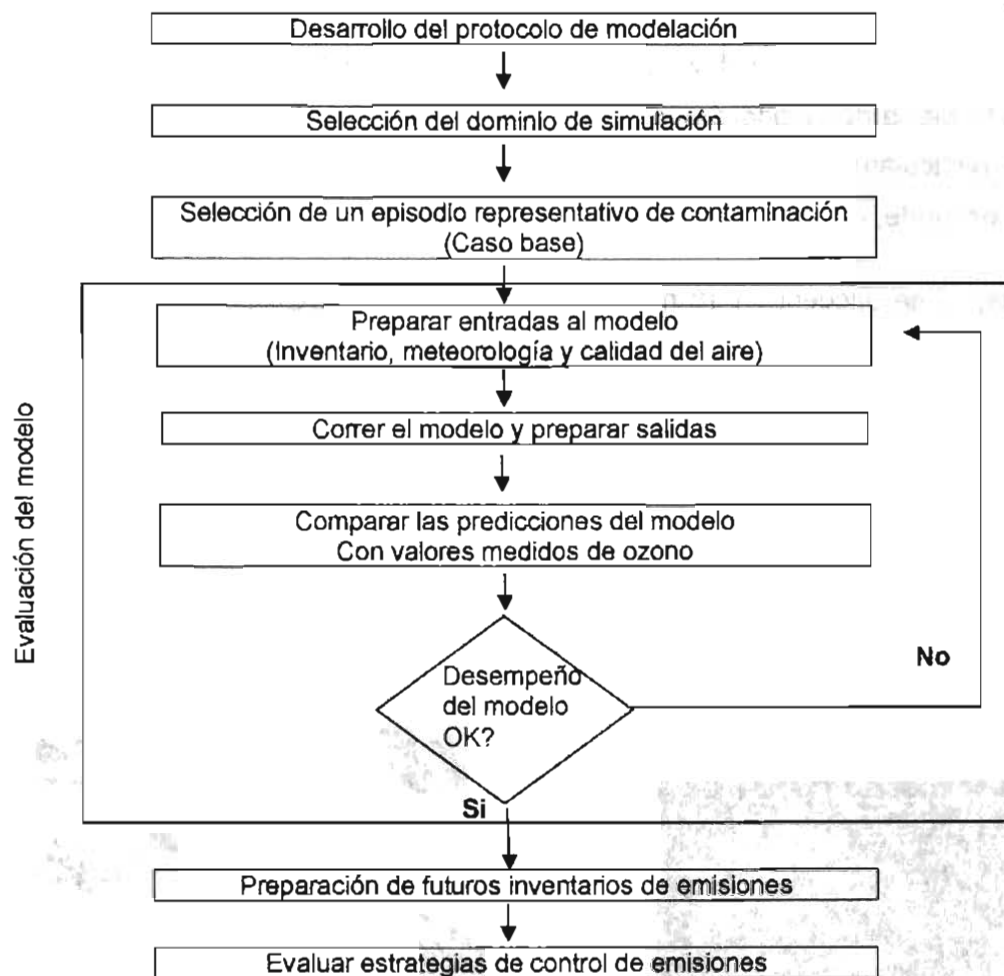 Desarrollo del protocolo de modelación
Selección del dominio de simulación
Selección de un episodio representativo de contaminación
(Caso base)
Preparar entradas al modelo
(Inventario, meteorología y calidad del aire)
Correr el modelo y preparar salidas
Comparar las predicciones del modelo
Con valores medidos de ozono
Evaluación del modelo
Desempeño
del modelo
OK?
No
Si
Preparación de futuros inventarios de emisiones
Evaluar estrategias de control de emisiones